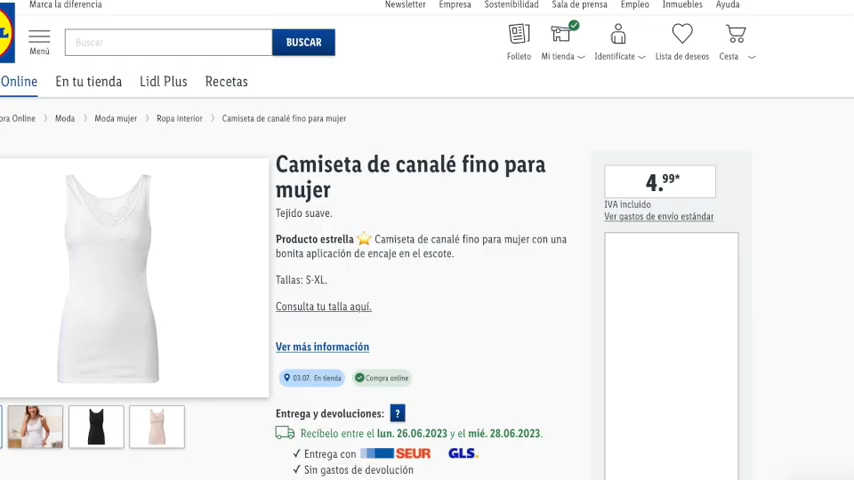 Marca la diferencia
Newsletter Empresa Sostenibilidad Sala de prensa Empleo Inmuebles Ayuda
Menú
Buscar
BUSCAR
Folleto
Mi tienda
Identifícate
Lista de deseos
Cesta
Online En tu tienda Lidl Plus Recetas
ora Online > Moda > Moda mujer > Ropa interior > Camiseta de canalé fino para mujer
Camiseta de canalé fino para
mujer
Tejido suave.
Producto estrella ⭐ Camiseta de canalé fino para mujer con una
bonita aplicación de encaje en el escote.
Tallas: S-XL.
Consulta tu talla aquí.
Ver más información
03.07. En tienda
Compra online
Entrega y devoluciones: ?
Recíbelo entre el lun. 26.06.2023 y el mié. 28.06.2023.
✓ Entrega con SEUR GLS.
✓ Sin gastos de devolución
4.99*
IVA incluido
Ver gastos de envío estándar